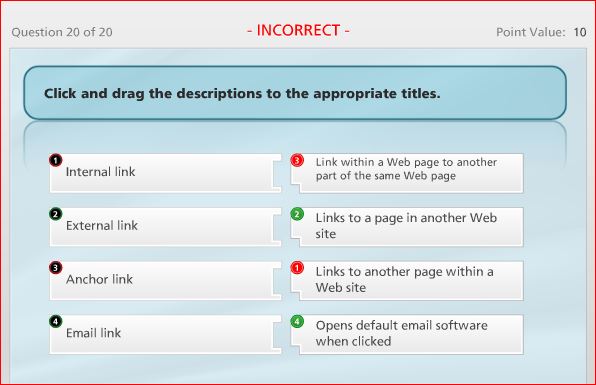 Question 20 of 20
- INCORRECT -
Point Value: 10
Click and drag the descriptions to the appropriate titles.
1 Internal link
3 Link within a Web page to another
part of the same Web page
2 External link
2 Links to a page in another Web
site
3 Anchor link
1 Links to another page within a
Web site
4 Email link
4 Opens default email software
when clicked